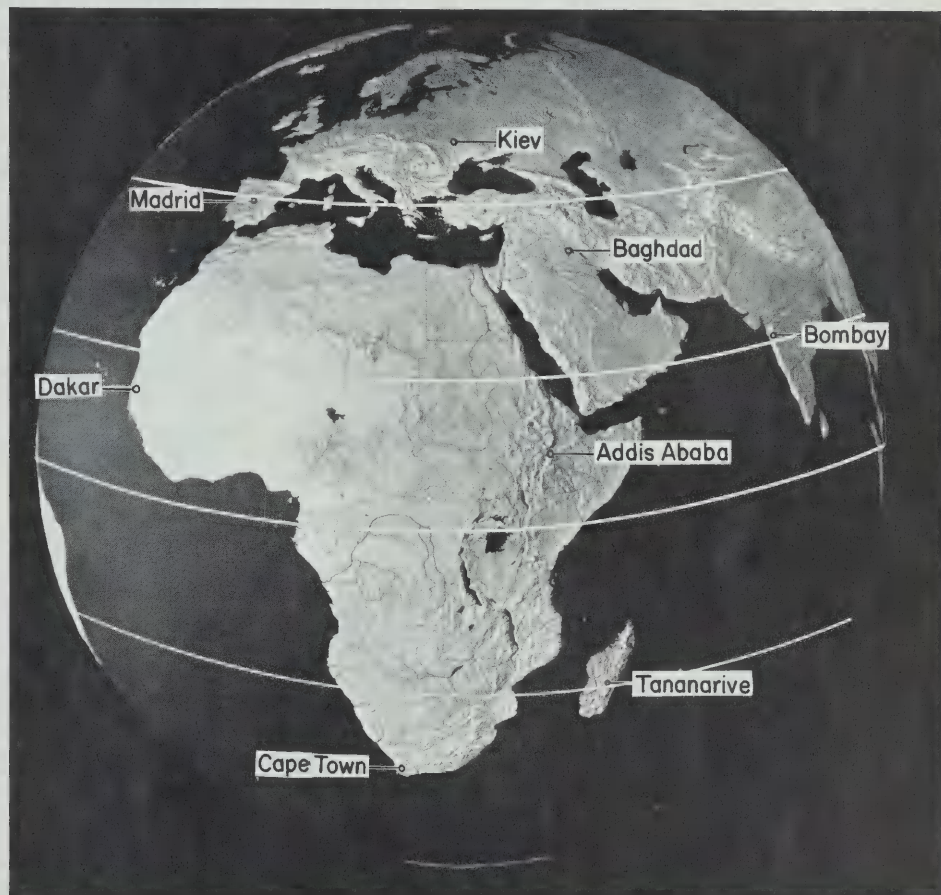 Kiev
Madrid
Baghdad
Bombay
Dakar
Addis Ababa
Tananarive
Cape Town